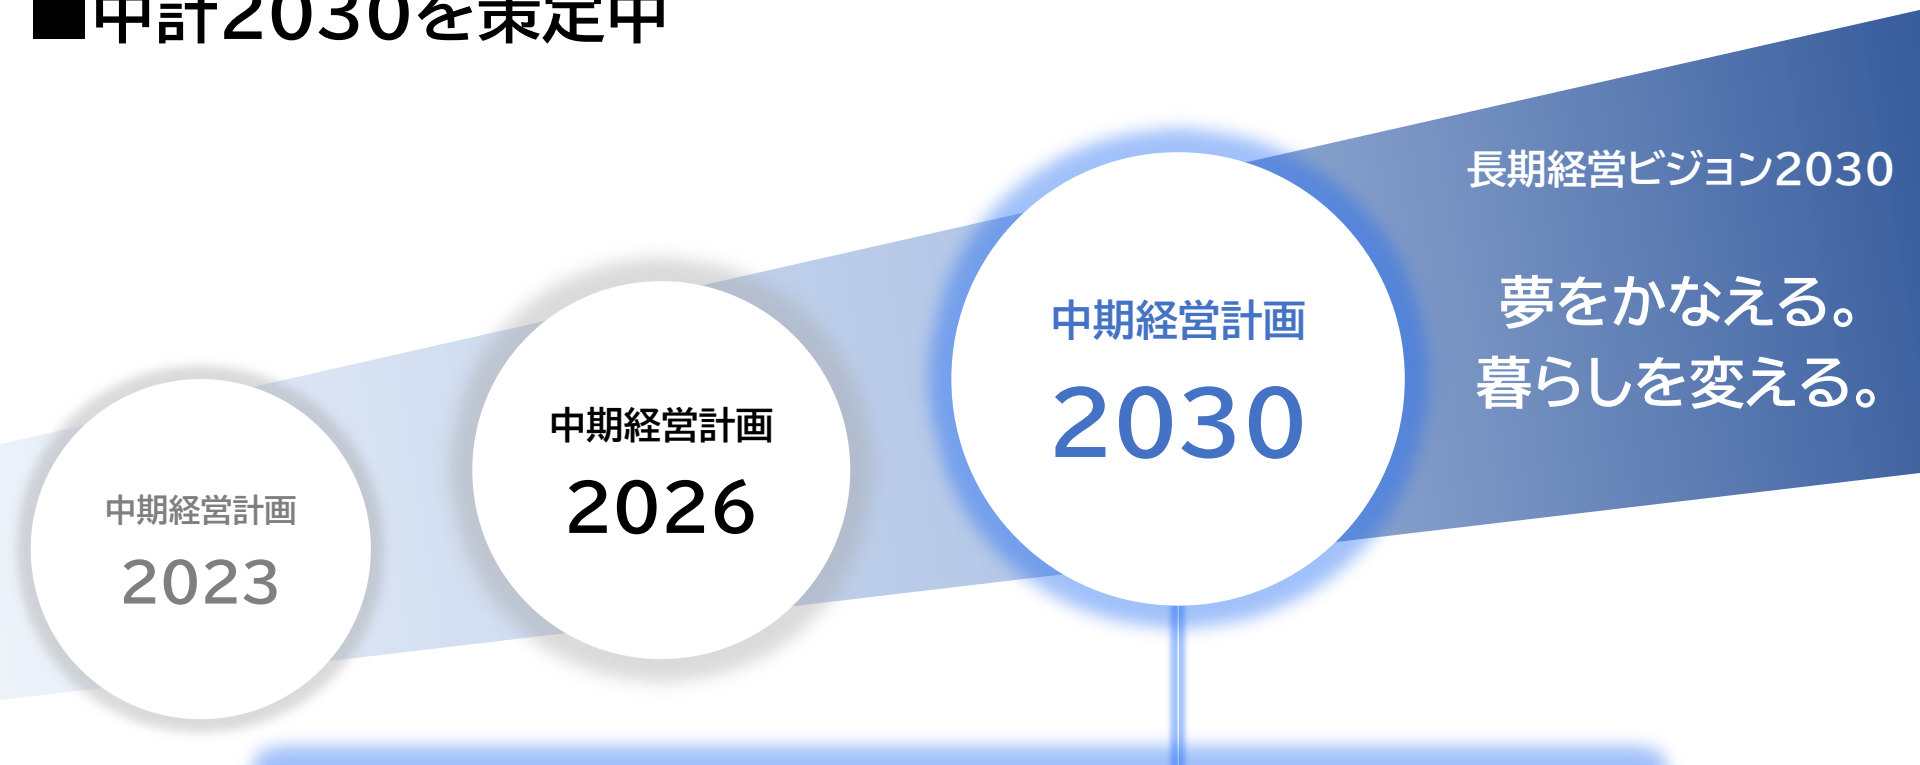 ■中計2030を策定中
長期経営ビジョン2030
夢をかなえる。
暮らしを変える。
中期経営計画
2030
中期経営計画
2026
中期経営計画
2023